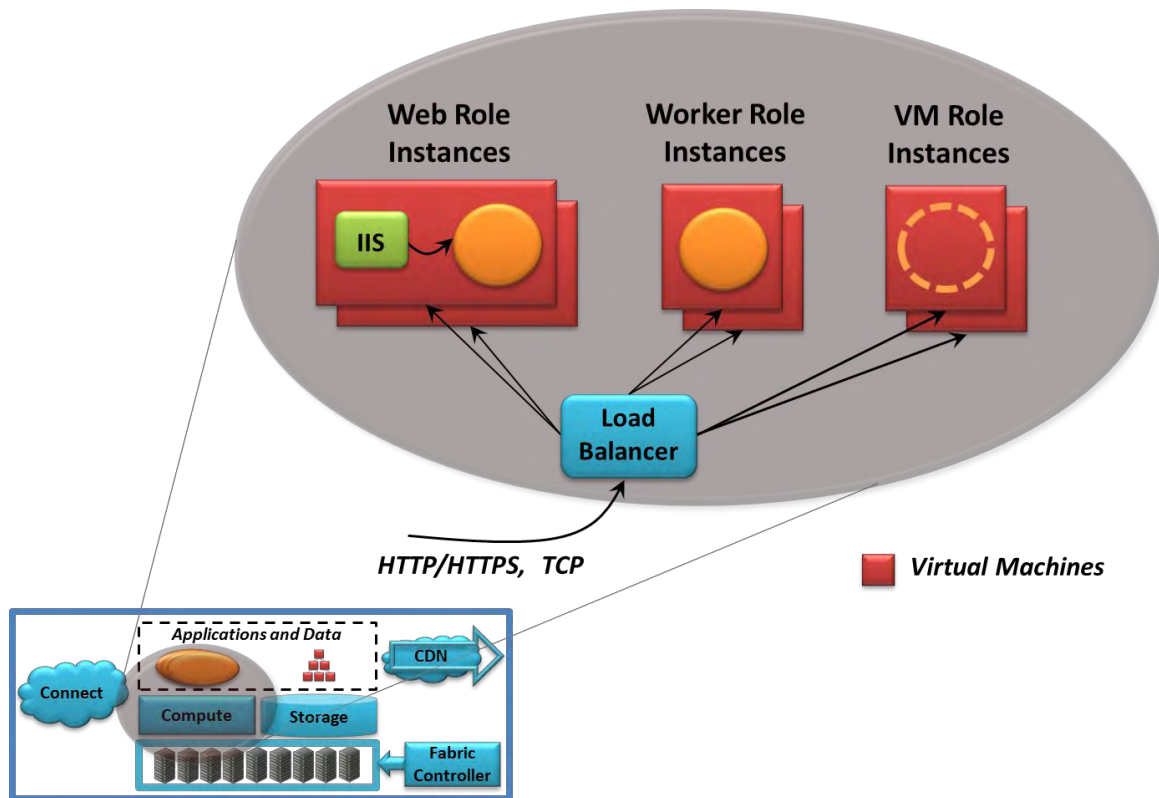 Web Role
Instances
Worker Role
Instances
VM Role
Instances
IIS
Load
Balancer
HTTP/HTTPS, TCP
Virtual Machines
Applications and Data
CDN
Connect
Compute
Storage
Fabric
Controller